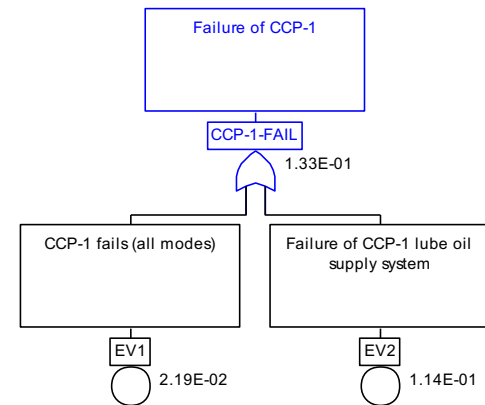 Failure of CCP-1
CCP-1-FAIL
1.33E-01
CCP-1 fails (all modes)
Failure of CCP-1 lube oil
supply system
EV1
2.19E-02
EV2
1.14E-01